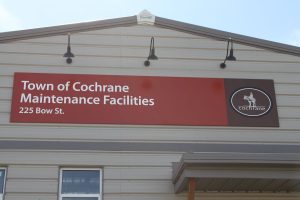 Town of Cochrane
Maintenance Facilities
225 Bow St.
cochrane